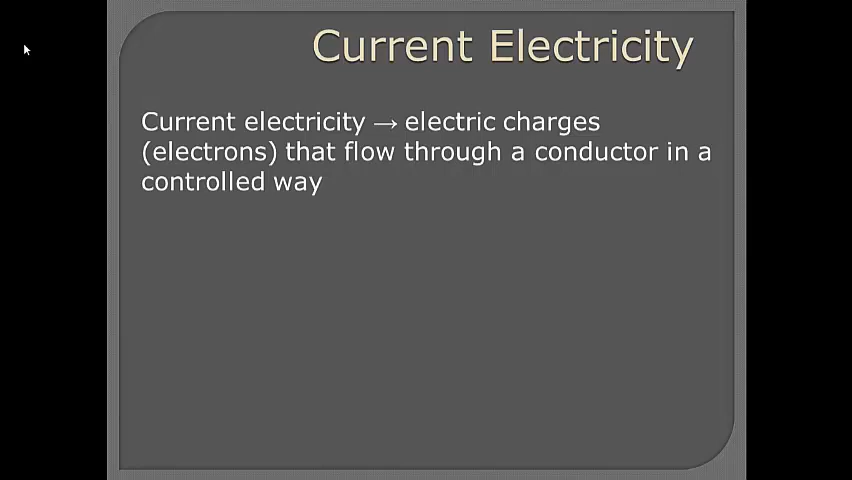 Current Electricity
Current electricity → electric charges
(electrons) that flow through a conductor in a
controlled way